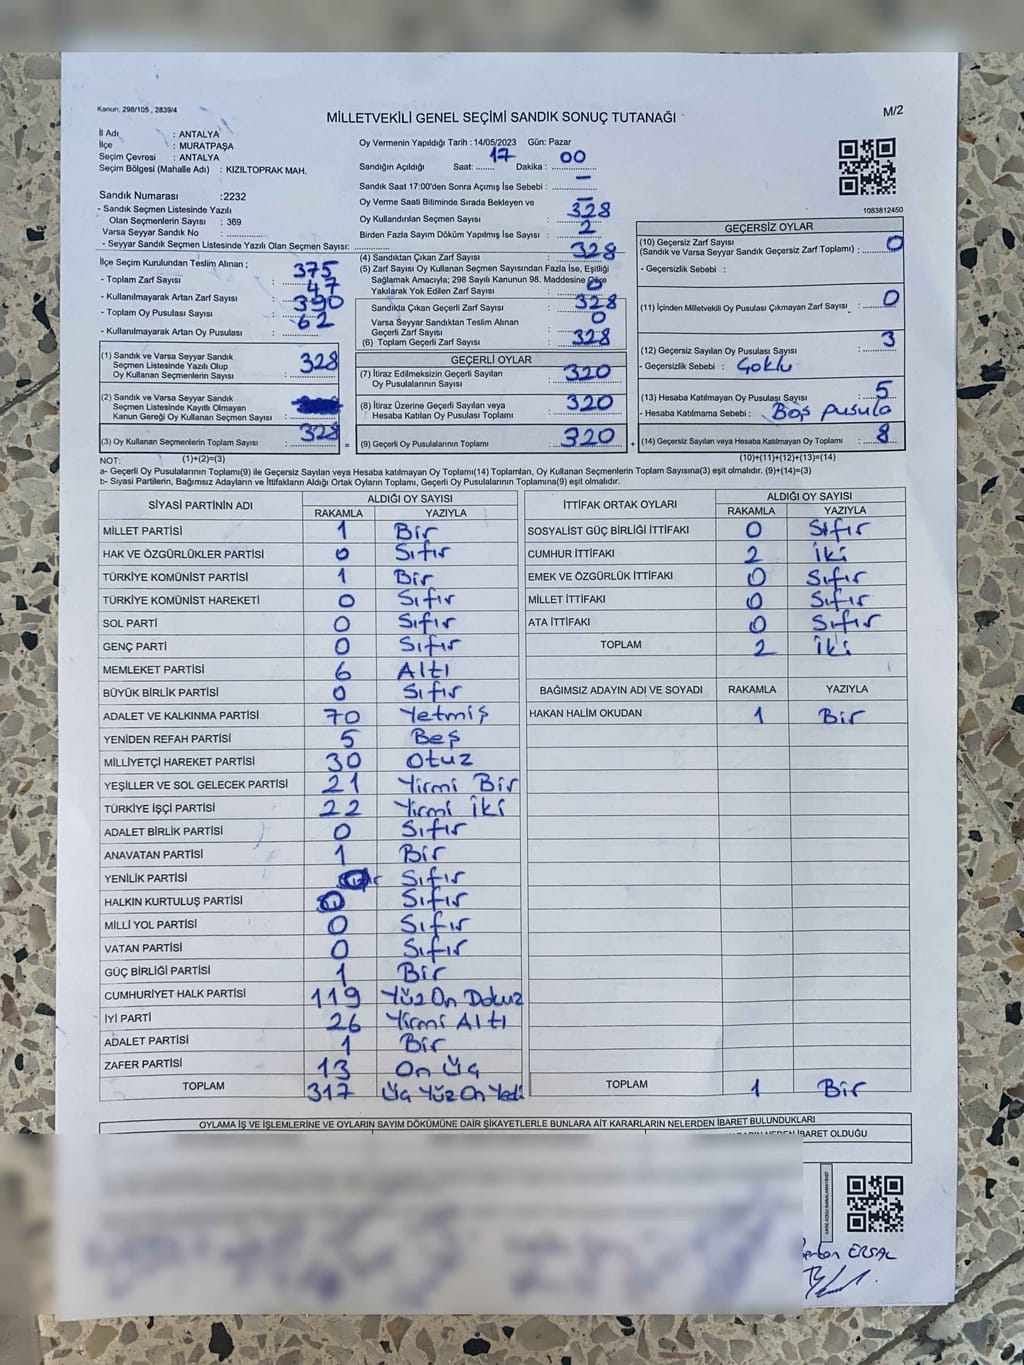 Kanun: 298/105 , 2839/4
MİLLETVEKİLİ GENEL SEÇİMİ SANDIK SONUÇ TUTANAĞI
M/2
İl Adı : ANTALYA
İlçe : MURATPAŞA
Seçim Çevresi : ANTALYA
Seçim Bölgesi (Mahalle Adı) : KIZILTOPRAK MAH.
Sandık Numarası :2232
- Sandık Seçmen Listesinde Yazılı
Olan Seçmenlerin Sayısı : 369
Varsa Seyyar Sandık No : ..............
- Seyyar Sandık Seçmen Listesinde Yazılı Olan Seçmen Sayısı: ..............
Oy Vermenin Yapıldığı Tarih : 14/05/2023 Gün: Pazar
Sandığın Açıldığı Saat: 17 Dakika : 00
Sandık Saat 17:00'den Sonra Açımış İse Sebebi : –
Oy Verme Saati Bitiminde Sırada Bekleyen ve : –
Oy Kullandırılan Seçmen Sayısı : 328
Birden Fazla Sayım Döküm Yapılmış İse Sayısı : 2
1083812450
İlçe Seçim Kurulundan Teslim Alınan ;
- Toplam Zarf Sayısı : 375
- Kullanılmayarak Artan Zarf Sayısı : 47
- Toplam Oy Pusulası Sayısı : 390
- Kullanılmayarak Artan Oy Pusulası : 62
(1) Sandık ve Varsa Seyyar Sandık
Seçmen Listesinde Yazılı Olup
Oy Kullanan Seçmenlerin Sayısı : 328
(2) Sandık ve Varsa Seyyar Sandık
Seçmen Listesinde Kayıtlı Olmayan
Kanun Gereği Oy Kullanan Seçmen Sayısı :
(3) Oy Kullanan Seçmenlerin Toplam Sayısı : 328 =
(4) Sandıktan Çıkan Zarf Sayısı : 328
(5) Zarf Sayısı Oy Kullanan Seçmen Sayısından Fazla İse, Eşitliği
Sağlamak Amacıyla; 298 Sayılı Kanunun 98. Maddesine Göre
Yakılarak Yok Edilen Zarf Sayısı : 0
Sandıkta Çıkan Geçerli Zarf Sayısı : 328
Varsa Seyyar Sandıktan Teslim Alınan
Geçerli Zarf Sayısı : 0
(6) Toplam Geçerli Zarf Sayısı : 328
GEÇERLİ OYLAR
(7) İtiraz Edilmeksizin Geçerli Sayılan
Oy Pusulalarının Sayısı : 320
(8) İtiraz Üzerine Geçerli Sayılan veya
Hesaba Katılan Oy Pusulası Toplamı : 320
(9) Geçerli Oy Pusulalarının Toplamı : 320 +
GEÇERSİZ OYLAR
(10) Geçersiz Zarf Sayısı
(Sandık ve Varsa Seyyar Sandık Geçersiz Zarf Toplamı) : 0
- Geçersizlik Sebebi :
(11) İçinden Milletvekili Oy Pusulası Çıkmayan Zarf Sayısı : 0
(12) Geçersiz Sayılan Oy Pusulası Sayısı : 3
- Geçersizlik Sebebi : Çoklu
(13) Hesaba Katılmayan Oy Pusulası Sayısı : 5
- Hesaba Katılmama Sebebi : Boş pusula
(14) Geçersiz Sayılan veya Hesaba Katılmayan Oy Toplamı : 8
NOT: (1)+(2)=(3) (10)+(11)+(12)+(13)=(14)
a- Geçerli Oy Pusulalarının Toplamı(9) ile Geçersiz Sayılan veya Hesaba katılmayan Oy Toplamı(14) Toplamları, Oy Kullanan Seçmenlerin Toplam Sayısına(3) eşit olmalıdır. (9)+(14)=(3)
b- Siyasi Partilerin, Bağımsız Adayların ve İttifakların Aldığı Ortak Oyların Toplamı, Geçerli Oy Pusulalarının Toplamına(9) eşit olmalıdır.
SİYASİ PARTİNİN ADI ALDIĞI OY SAYISI
RAKAMLA YAZIYLA
MİLLET PARTİSİ 1 Bir
HAK VE ÖZGÜRLÜKLER PARTİSİ 0 Sıfır
TÜRKİYE KOMÜNİST PARTİSİ 1 Bir
TÜRKİYE KOMÜNİST HAREKETİ 0 Sıfır
SOL PARTİ 0 Sıfır
GENÇ PARTİ 0 Sıfır
MEMLEKET PARTİSİ 6 Altı
BÜYÜK BİRLİK PARTİSİ 0 Sıfır
ADALET VE KALKINMA PARTİSİ 70 Yetmiş
YENİDEN REFAH PARTİSİ 5 Beş
MİLLİYETÇİ HAREKET PARTİSİ 30 Otuz
YEŞİLLER VE SOL GELECEK PARTİSİ 21 Yirmi Bir
TÜRKİYE İŞÇİ PARTİSİ 22 Yirmi İki
ADALET BİRLİK PARTİSİ 0 Sıfır
ANAVATAN PARTİSİ 1 Bir
YENİLİK PARTİSİ Sıfır
HALKIN KURTULUŞ PARTİSİ 0 Sıfır
MİLLİ YOL PARTİSİ 0 Sıfır
VATAN PARTİSİ 0 Sıfır
GÜÇ BİRLİĞİ PARTİSİ 1 Bir
CUMHURİYET HALK PARTİSİ 119 Yüz On Dokuz
İYİ PARTİ 26 Yirmi Altı
ADALET PARTİSİ 1 Bir
ZAFER PARTİSİ 13 On Üç
TOPLAM 317 Üç Yüz On Yedi
İTTİFAK ORTAK OYLARI ALDIĞI OY SAYISI
RAKAMLA YAZIYLA
SOSYALİST GÜÇ BİRLİĞİ İTTİFAKI 0 Sıfır
CUMHUR İTTİFAKI 2 İki
EMEK VE ÖZGÜRLÜK İTTİFAKI 0 Sıfır
MİLLET İTTİFAKI 0 Sıfır
ATA İTTİFAKI 0 Sıfır
TOPLAM 2 İki
BAĞIMSIZ ADAYIN ADI VE SOYADI RAKAMLA YAZIYLA
HAKAN HALİM OKUDAN 1 Bir
TOPLAM 1 Bir
OYLAMA İŞ VE İŞLEMLERİNE VE OYLARIN SAYIM DÖKÜMÜNE DAİR ŞİKAYETLERLE BUNLARA AİT KARARLARIN NELERDEN İBARET BULUNDUKLARI
İBARET OLDUĞU
ERSAL